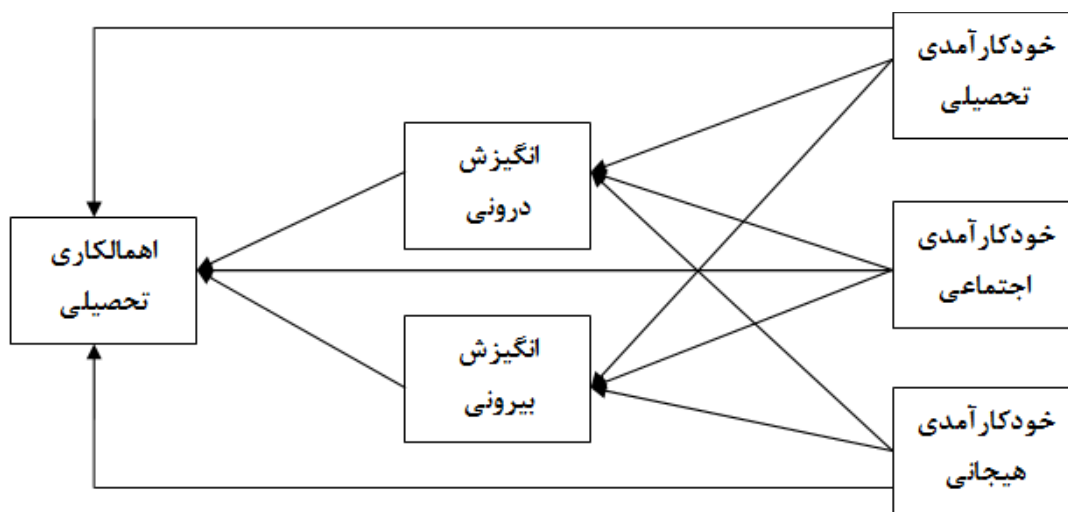 خودکارآمدی
تحصیلی
انگیزش
درونی
خودکارآمدی
اجتماعی
اهمالکاری
تحصیلی
انگیزش
بیرونی
خودکارآمدی
هیجانی